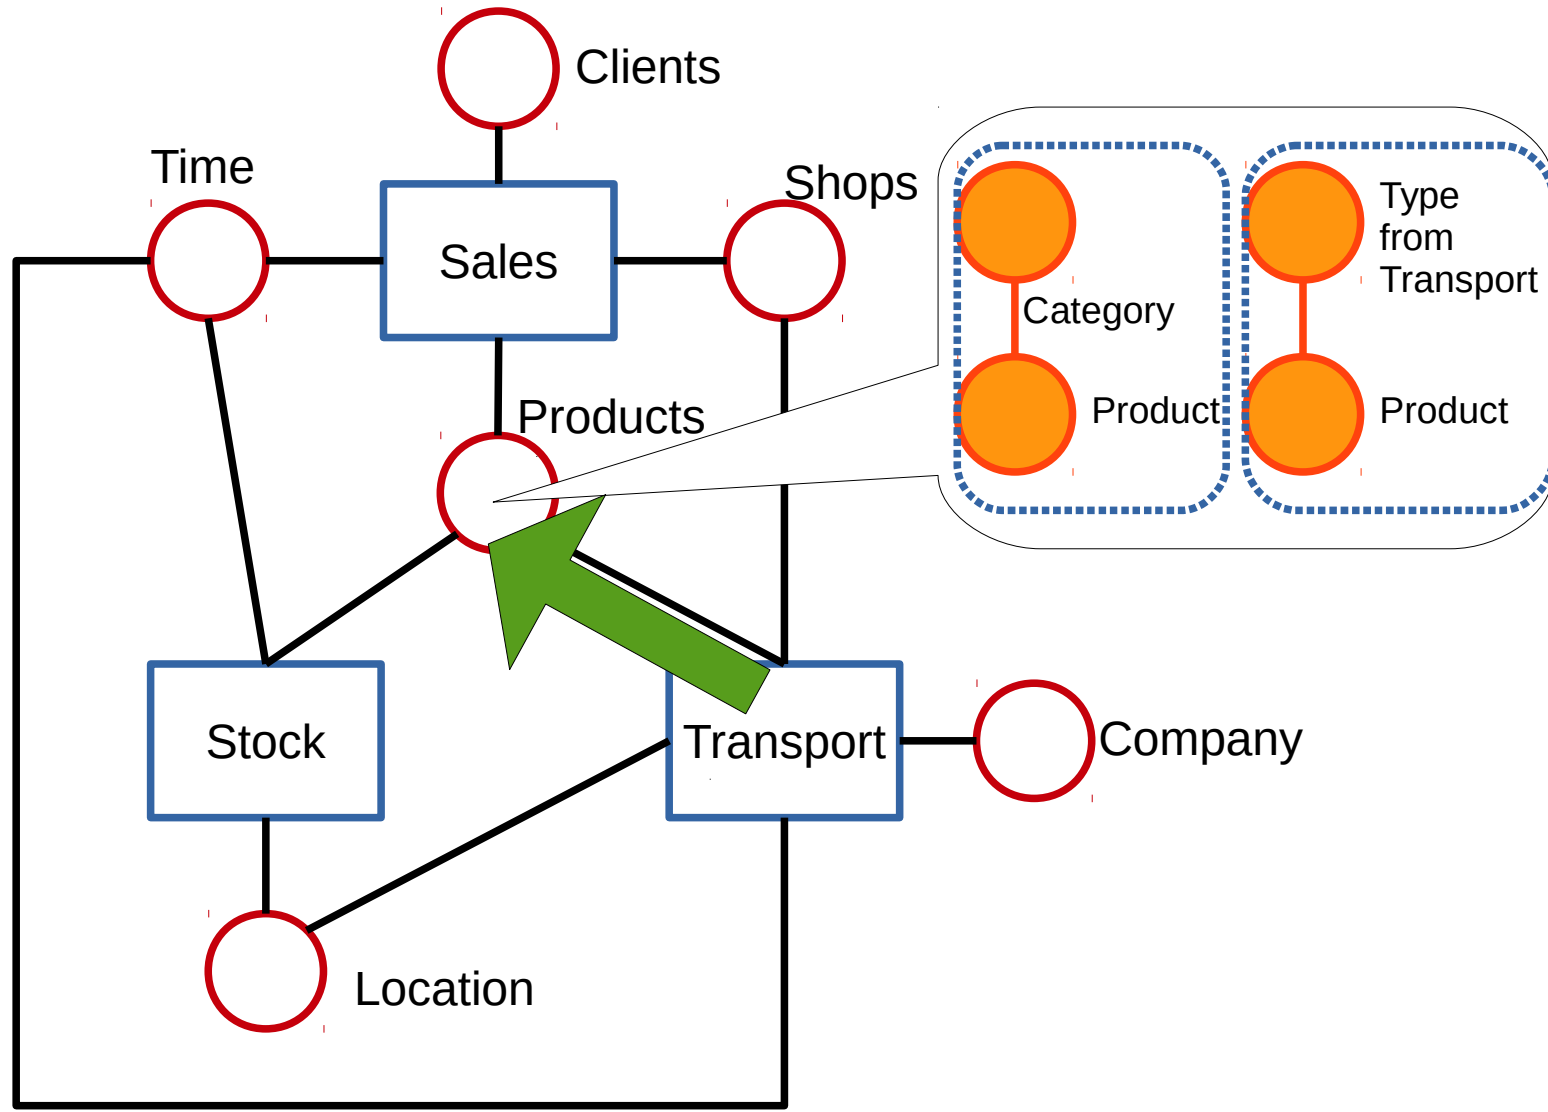 Clients
Time
Shops
Sales
Type
from
Transport
Category
Products
Product
Product
Stock
Transport
Company
Location